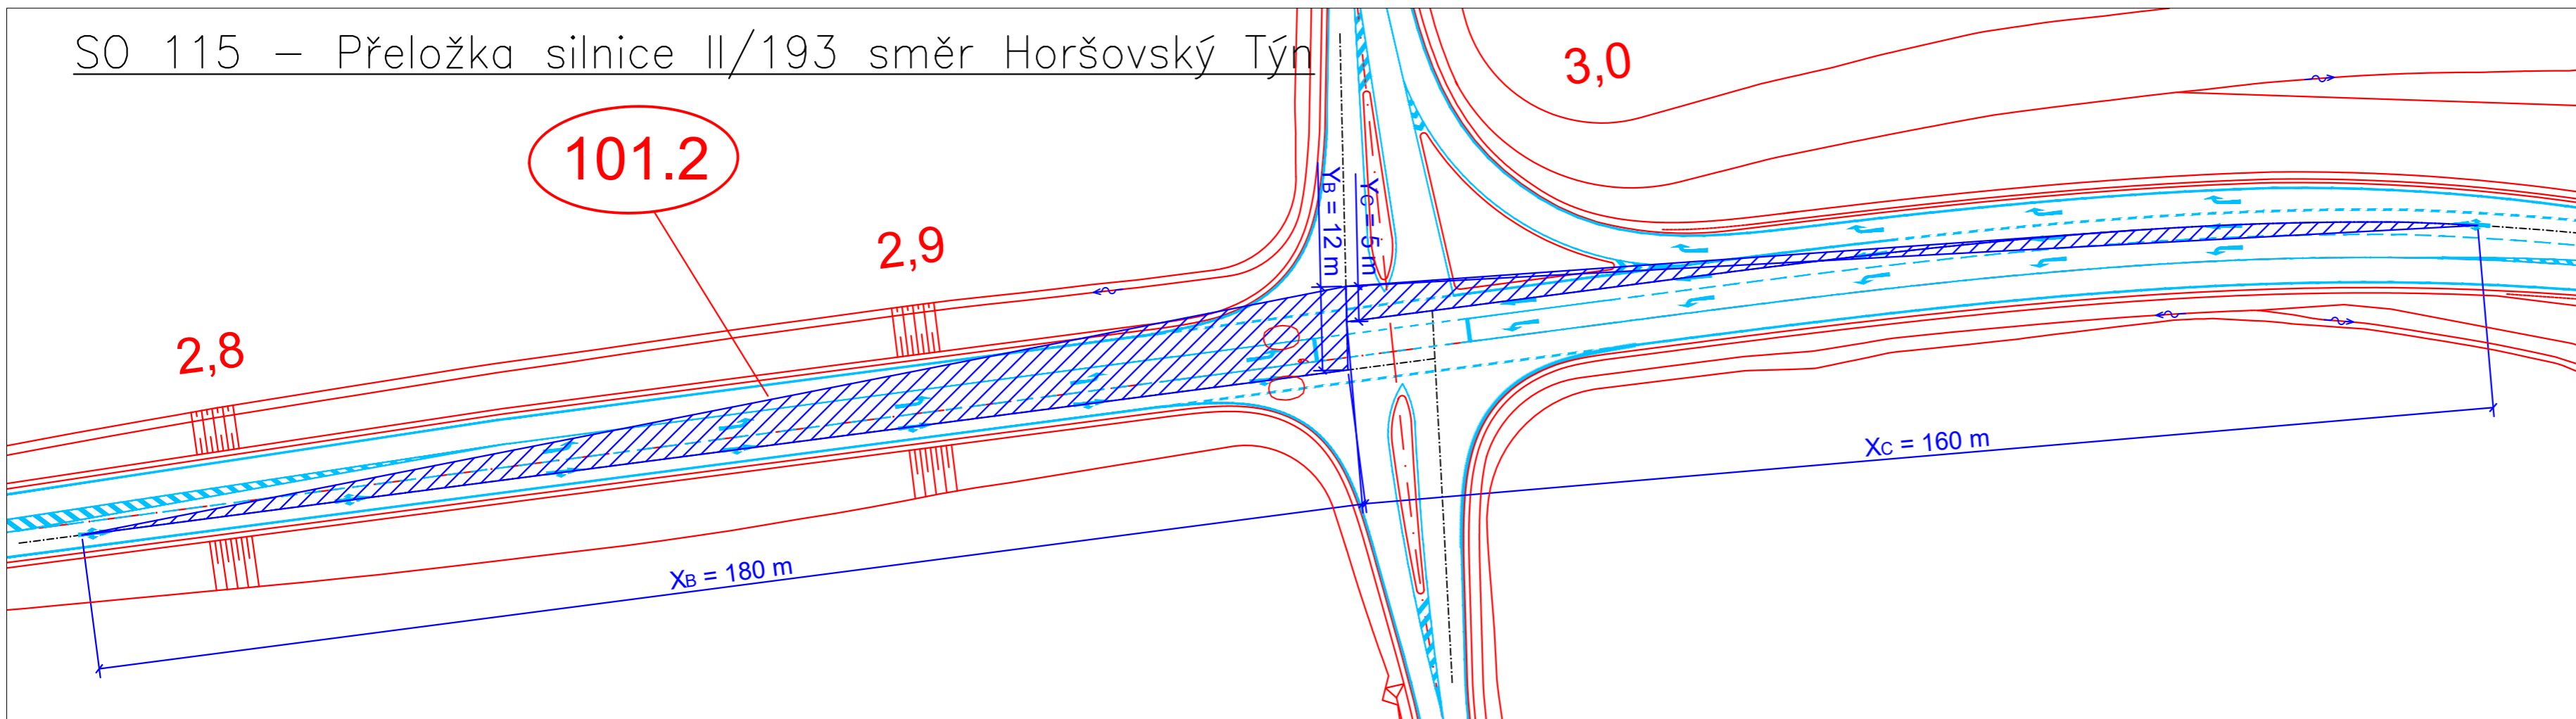 SO 115 – Přeložka silnice II/193 směr Horšovský Týn
3,0
101.2
2,9
2,8
YB = 12 m
YC = 5 m
XC = 160 m
XB = 180 m